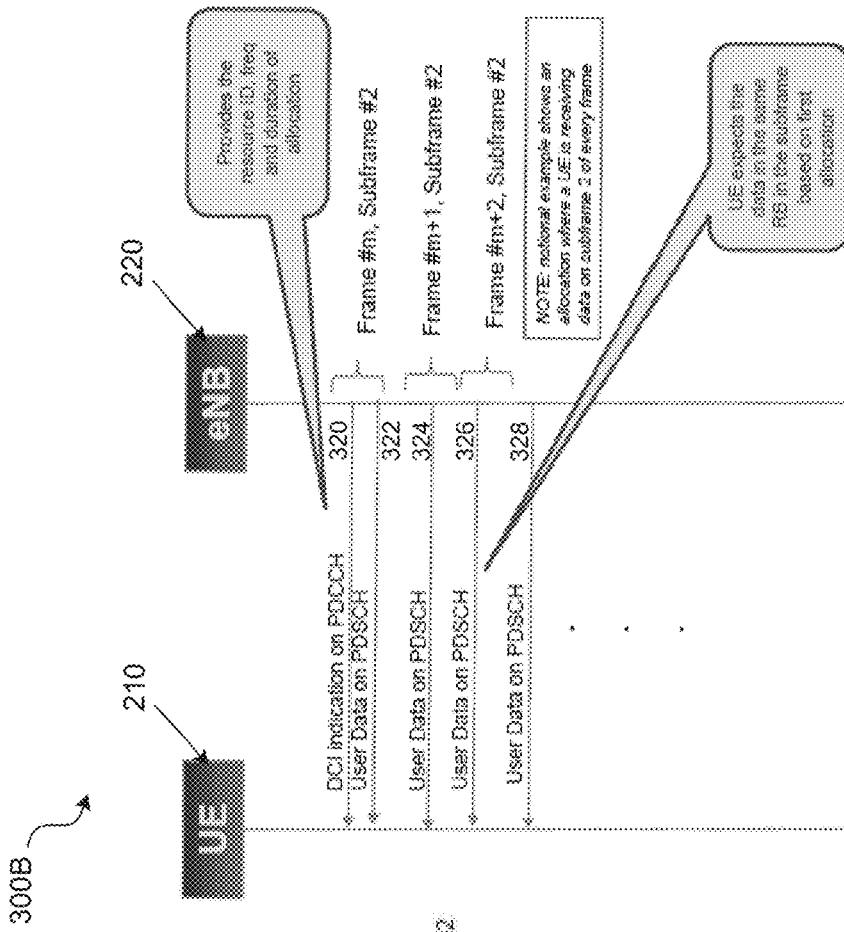 300B
210
220
UE
eNB
Provides the
resource ID, freq
and duration of
allocation
DCI indication on PDCCH
320
User Data on PDSCH
322
Frame #m, Subframe #2
User Data on PDSCH
324
Frame #m+1, Subframe #2
User Data on PDSCH
326
Frame #m+2, Subframe #2
User Data on PDSCH
328
NOTE: notional example shows an
allocation where a UE is receiving
data on subframe 2 of every frame
UE expects the
data in the same
RB in the subframe
based on first
allocation
. . .